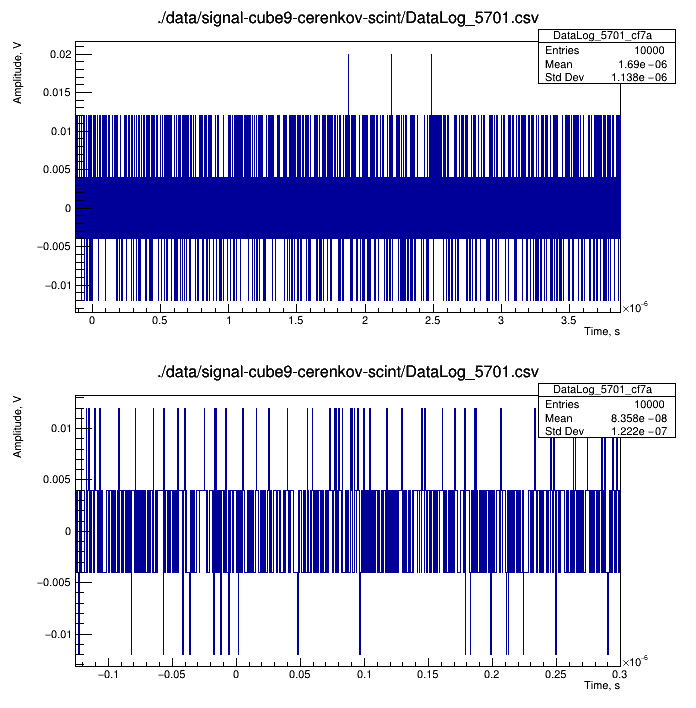 ./data/signal-cube9-cerenkov-scint/DataLog_5701.csv
DataLog_5701_cf7a
Entries 10000
Mean 1.69e−06
Std Dev 1.138e−06
Amplitude, V
0.02
0.015
0.01
0.005
0
−0.005
−0.01
0 0.5 1 1.5 2 2.5 3 3.5
×10⁻⁶
Time, s
./data/signal-cube9-cerenkov-scint/DataLog_5701.csv
DataLog_5701_cf7a
Entries 10000
Mean 8.358e−08
Std Dev 1.222e−07
Amplitude, V
0.01
0.005
0
−0.005
−0.01
−0.1 −0.05 0 0.05 0.1 0.15 0.2 0.25 0.3
×10⁻⁶
Time, s